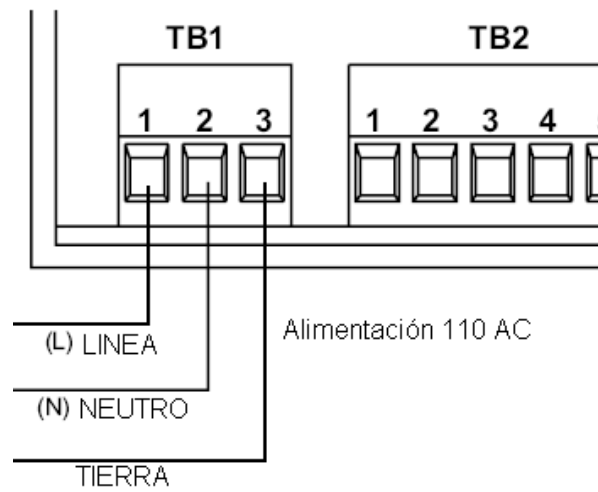 TB1 TB2
1 2 3 1 2 3 4
(L) LINEA
Alimentación 110 AC
(N) NEUTRO
TIERRA